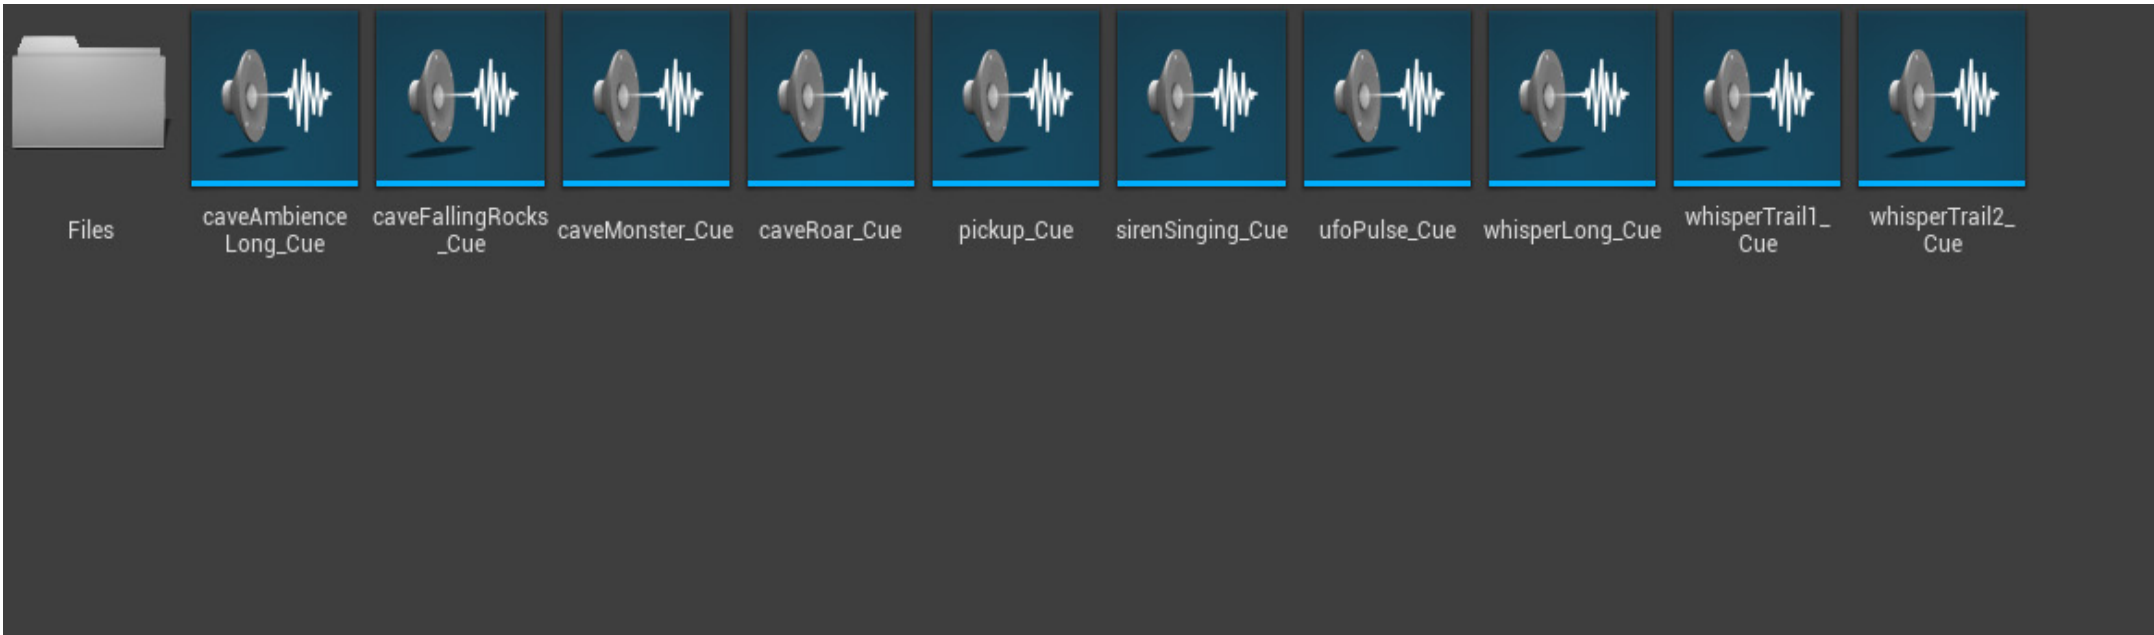 Files
caveAmbience
Long_Cue
caveFallingRocks
_Cue
caveMonster_Cue
caveRoar_Cue
pickup_Cue
sirenSinging_Cue
ufoPulse_Cue
whisperLong_Cue
whisperTrail1_
Cue
whisperTrail2_
Cue